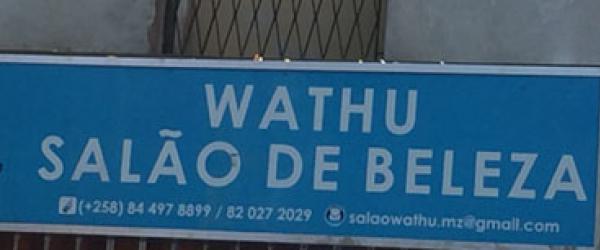 WATHU
SALÃO DE BELEZA
(+258) 84 497 8899 / 82 027 2029 salaowathu.mz@gmail.com